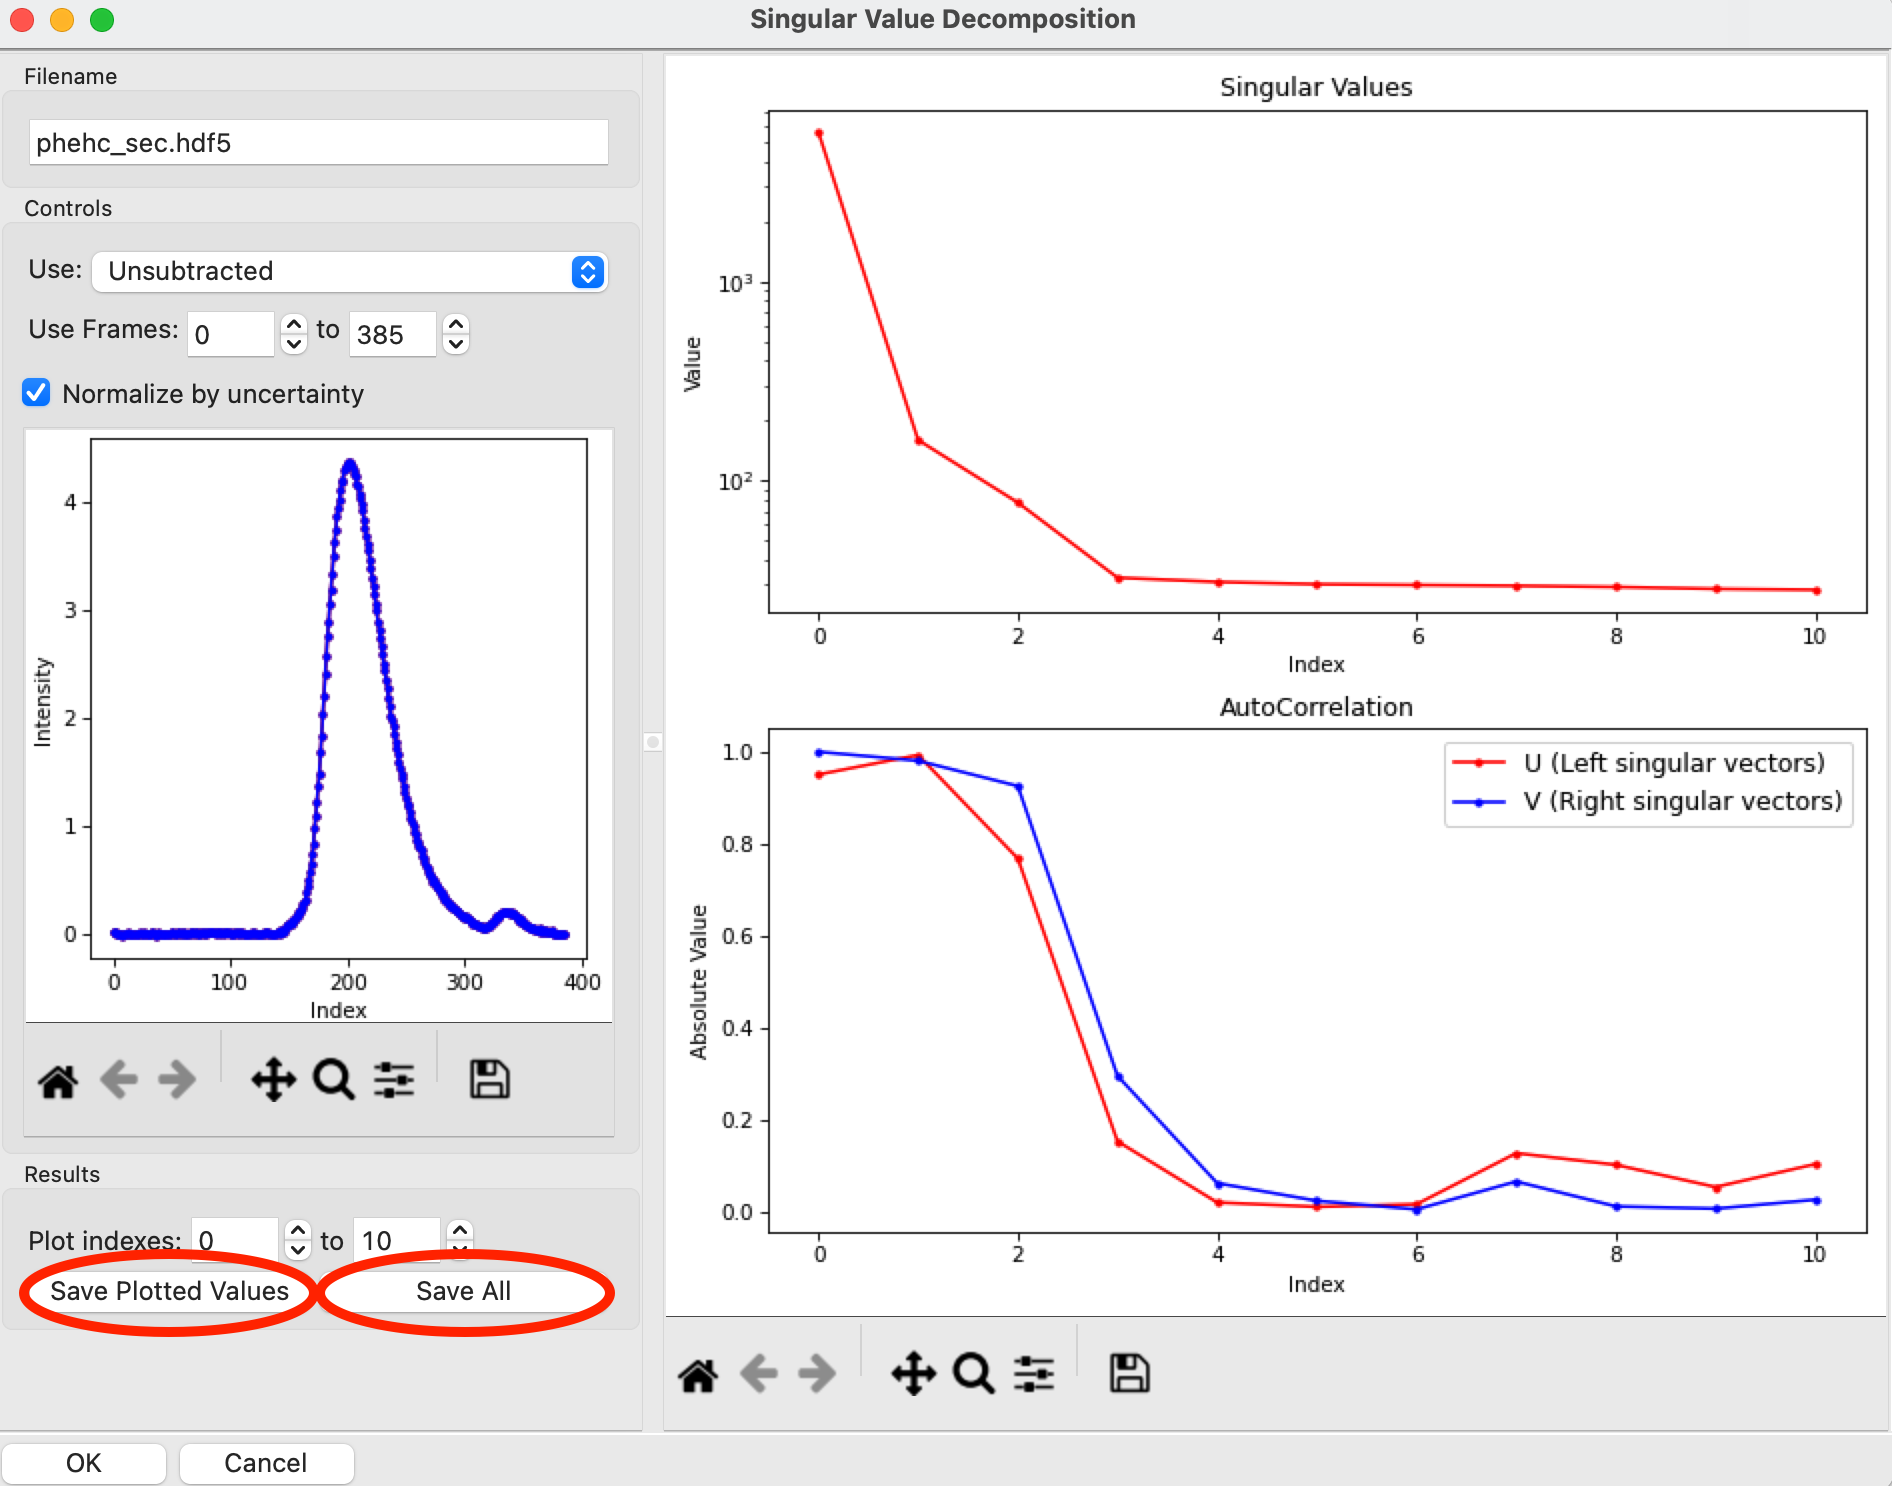 Singular Value Decomposition
Filename
phehc_sec.hdf5
Controls
Use: Unsubtracted
Use Frames: 0 to 385
Normalize by uncertainty
4
3
2
1
0
Intensity
0 100 200 300 400
Index
Results
Plot indexes: 0 to 10
Save Plotted Values Save All
OK Cancel
Singular Values
10³
10²
Value
0 2 4 6 8 10
Index
AutoCorrelation
U (Left singular vectors)
V (Right singular vectors)
1.0
0.8
0.6
0.4
0.2
0.0
Absolute Value
0 2 4 6 8 10
Index